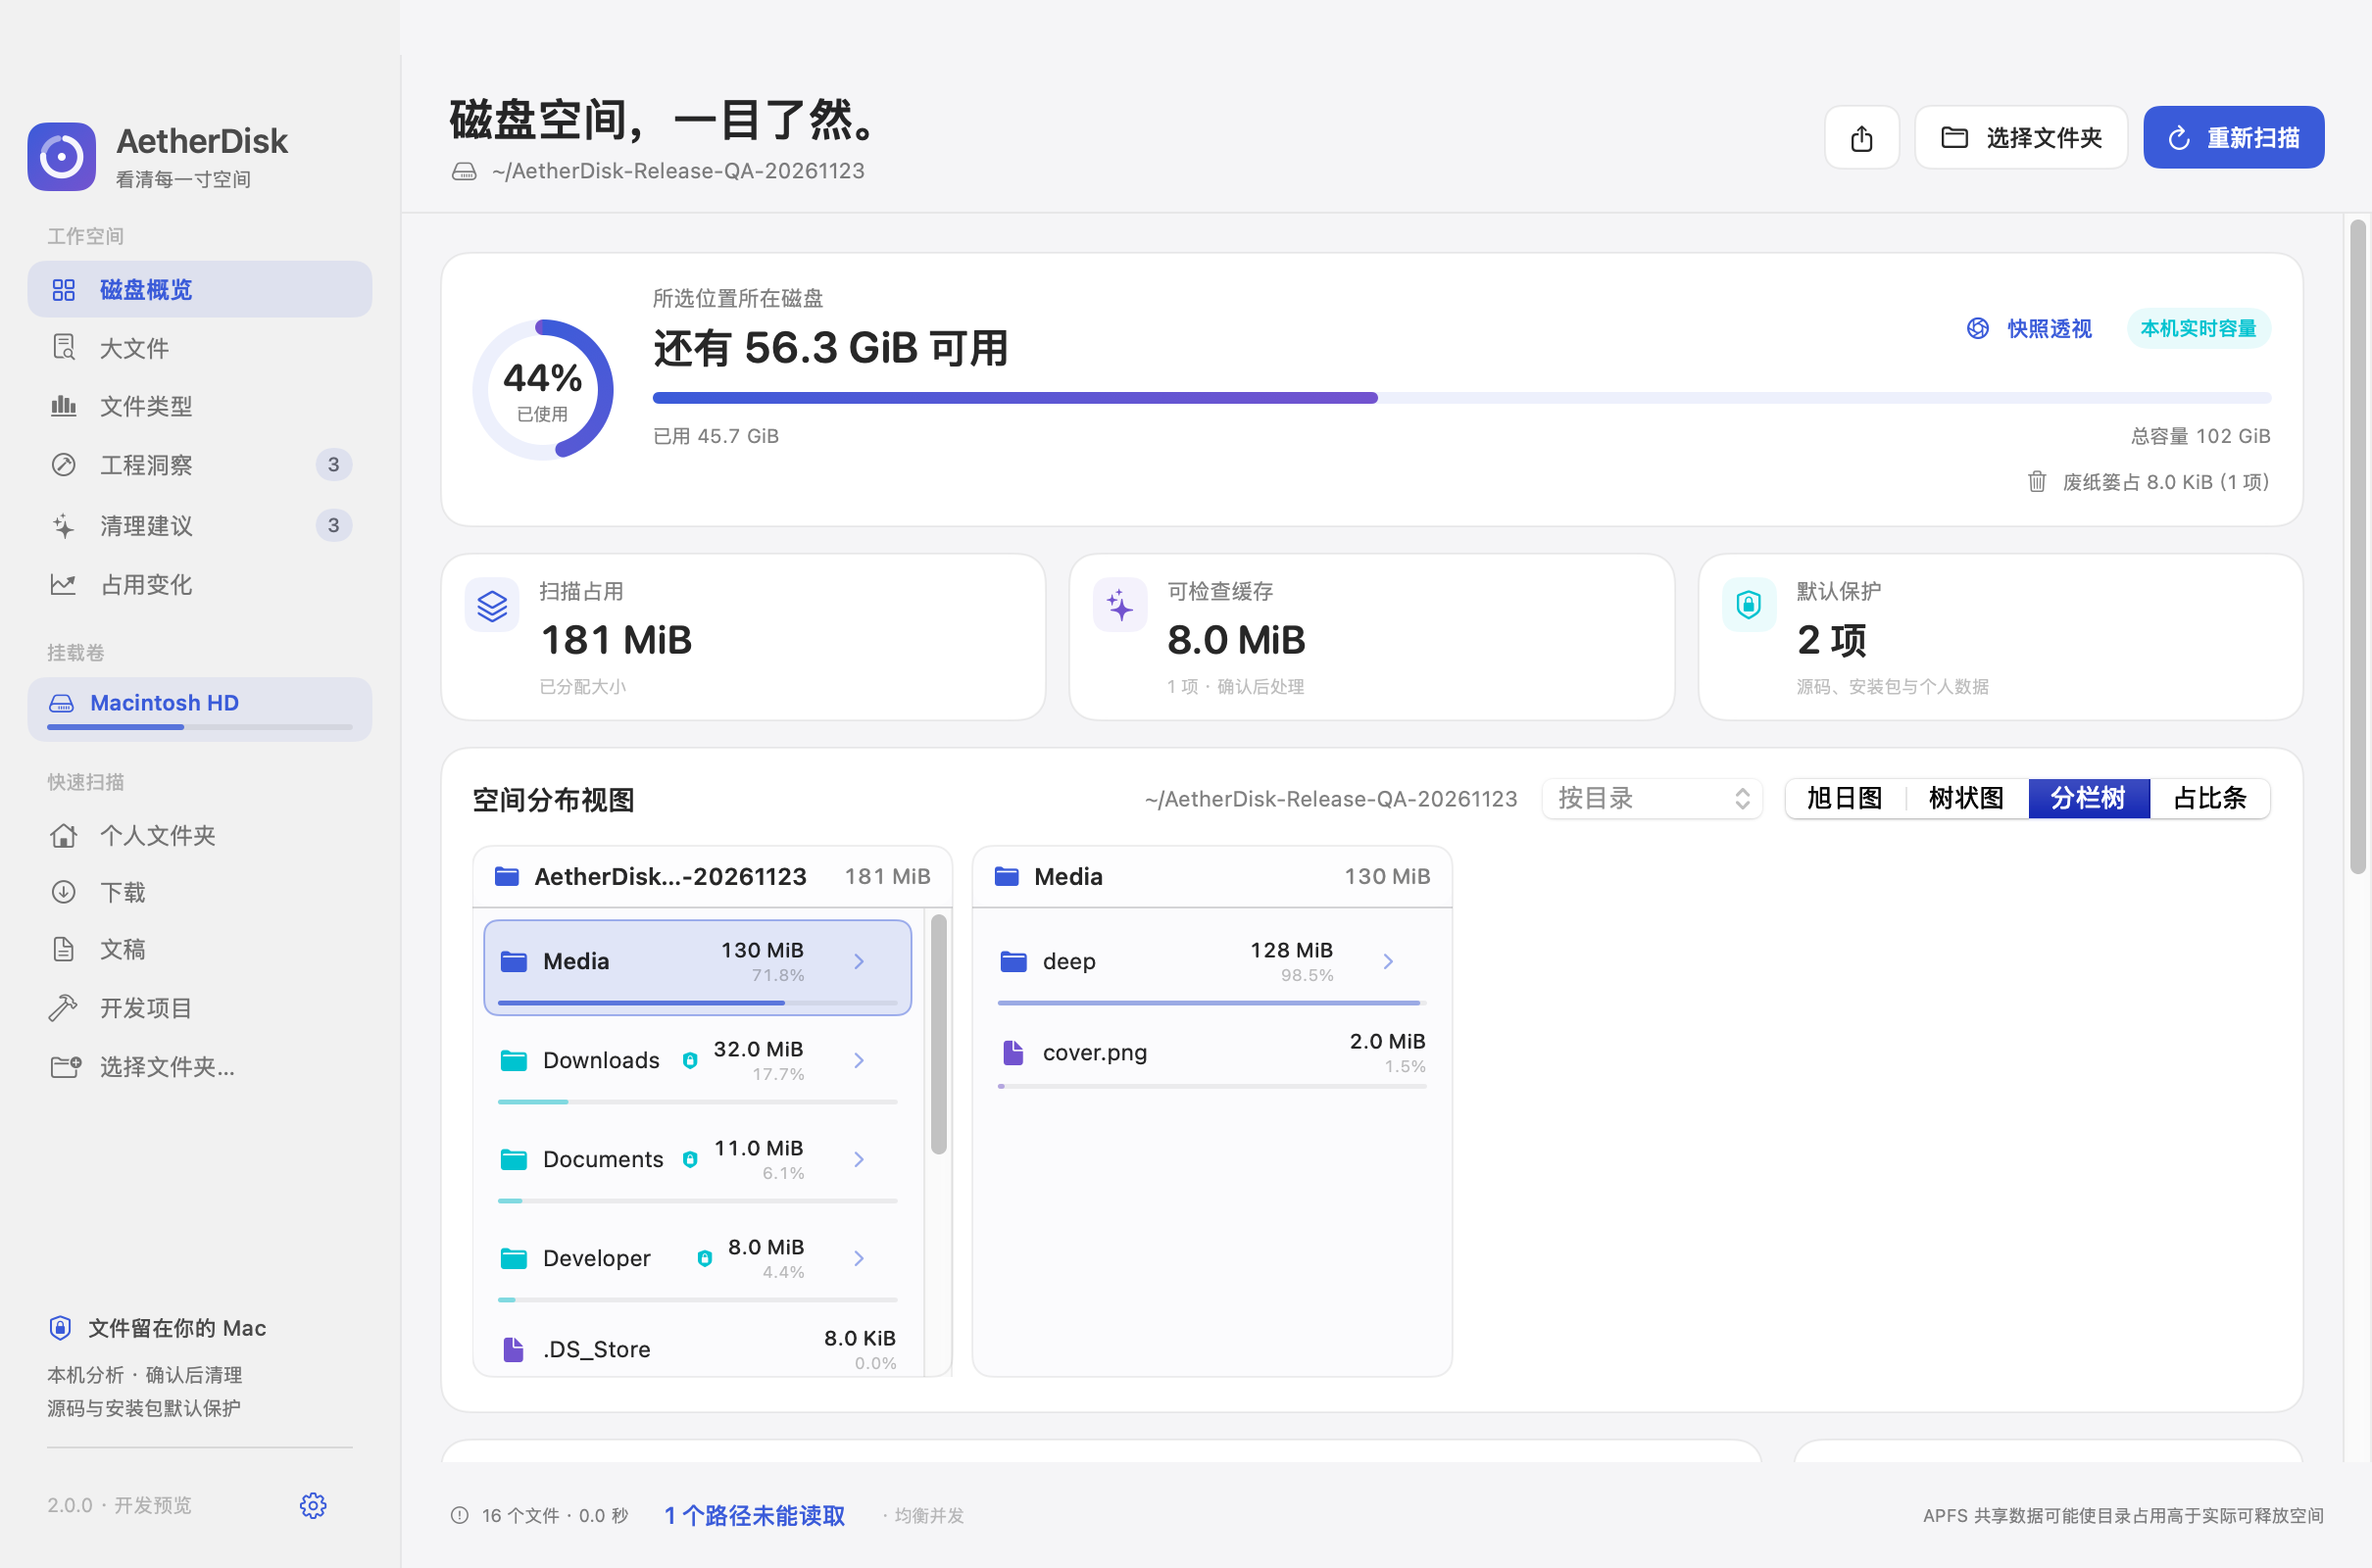 AetherDisk
看清每一寸空间
工作空间
磁盘概览
大文件
文件类型
工程洞察 3
清理建议 3
占用变化
挂载卷
Macintosh HD
快速扫描
个人文件夹
下载
文稿
开发项目
选择文件夹...
文件留在你的 Mac
本机分析 · 确认后清理
源码与安装包默认保护
2.0.0 · 开发预览
磁盘空间，一目了然。
~/AetherDisk-Release-QA-20261123
选择文件夹
重新扫描
44%
已使用
所选位置所在磁盘
还有 56.3 GiB 可用
快照透视
本机实时容量
已用 45.7 GiB
总容量 102 GiB
废纸篓占 8.0 KiB (1 项)
扫描占用
181 MiB
已分配大小
可检查缓存
8.0 MiB
1 项 · 确认后处理
默认保护
2 项
源码、安装包与个人数据
空间分布视图
~/AetherDisk-Release-QA-20261123
按目录
旭日图
树状图
分栏树
占比条
AetherDisk...-20261123 181 MiB
Media 130 MiB
71.8%
Downloads 32.0 MiB
17.7%
Documents 11.0 MiB
6.1%
Developer 8.0 MiB
4.4%
.DS_Store 8.0 KiB
0.0%
Media 130 MiB
deep 128 MiB
98.5%
cover.png 2.0 MiB
1.5%
16 个文件 · 0.0 秒
1 个路径未能读取
· 均衡并发
APFS 共享数据可能使目录占用高于实际可释放空间